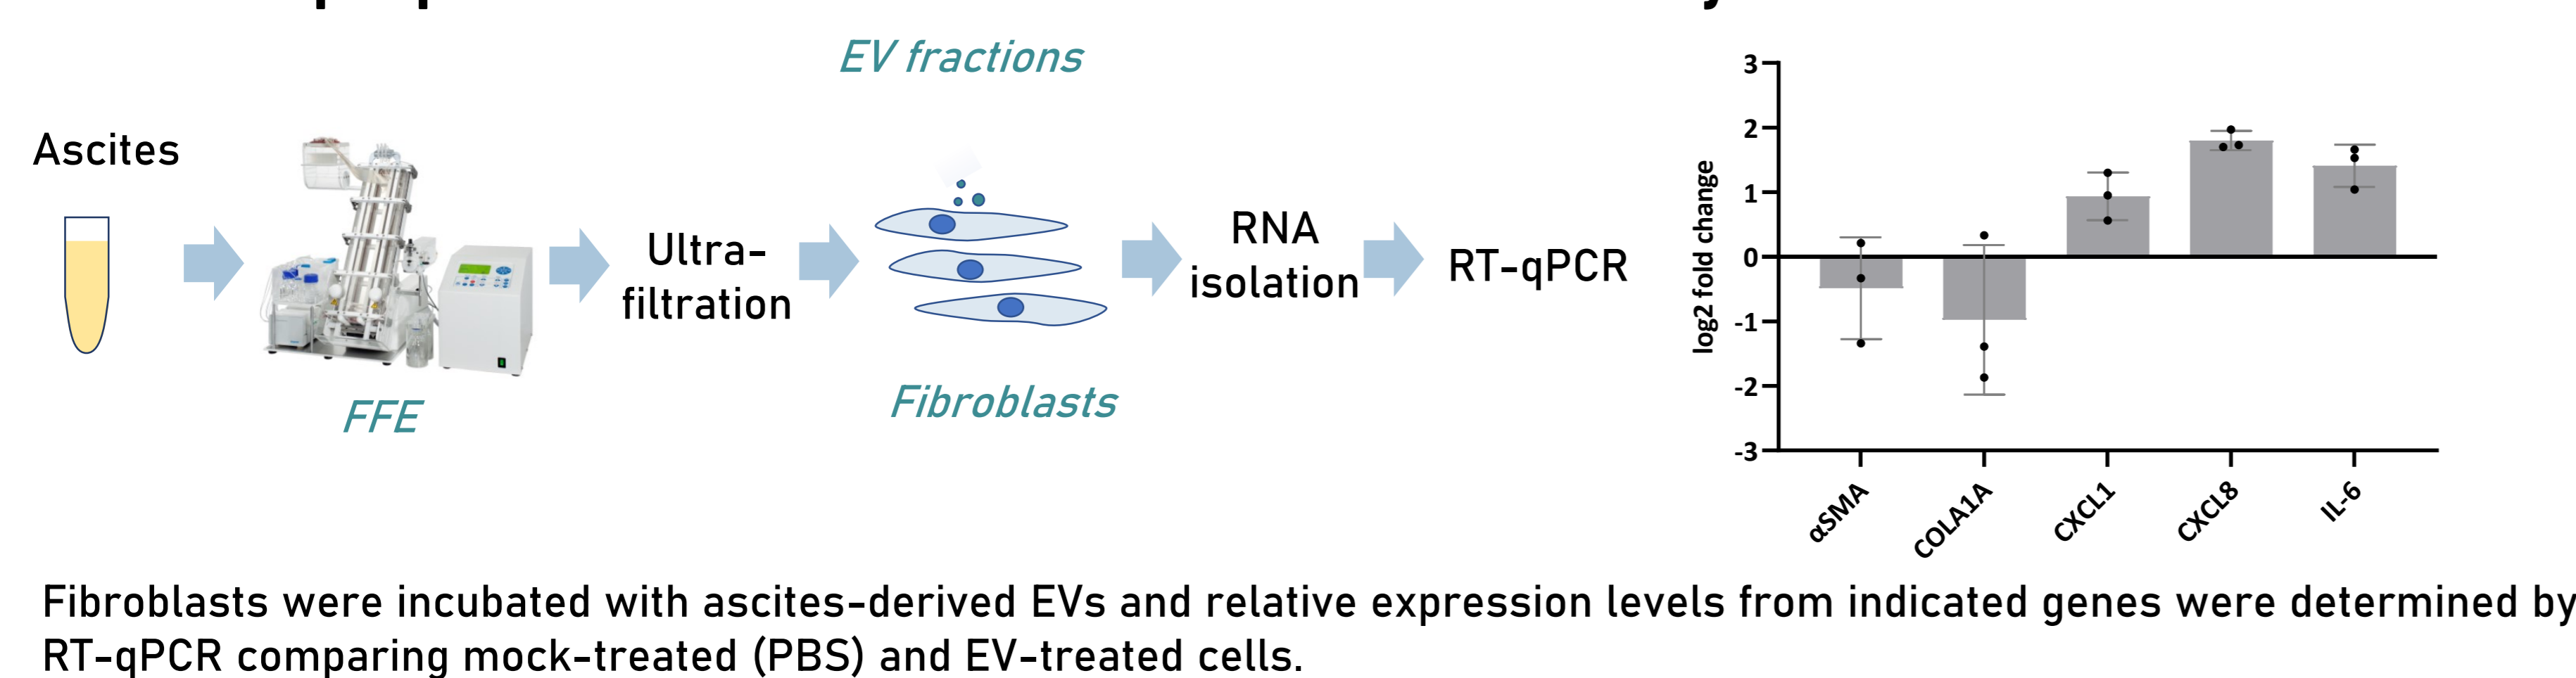 EV fractions
Ascites
FFE
Ultra-
filtration
Fibroblasts
RNA
isolation
RT-qPCR
log2 fold change
3
2
1
0
-1
-2
-3
αSMA
COLA1A
CXCL1
CXCL8
IL-6
Fibroblasts were incubated with ascites-derived EVs and relative expression levels from indicated genes were determined by
RT-qPCR comparing mock-treated (PBS) and EV-treated cells.